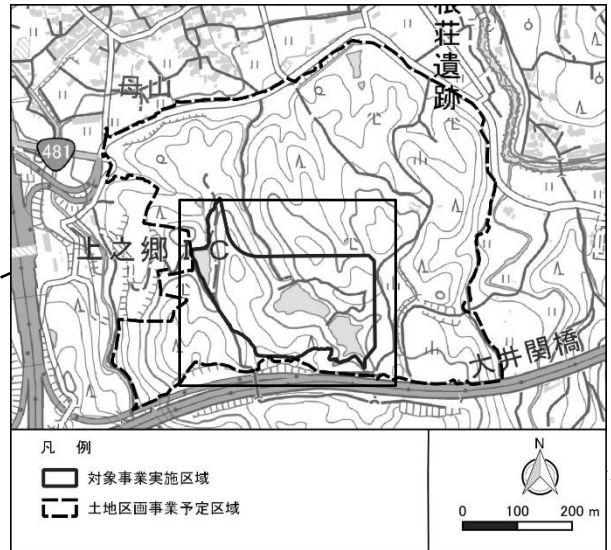 根荘遺跡
母山
481
上之郷IC
大井関橋
凡 例
対象事業実施区域
土地区画事業予定区域
N
0 100 200 m